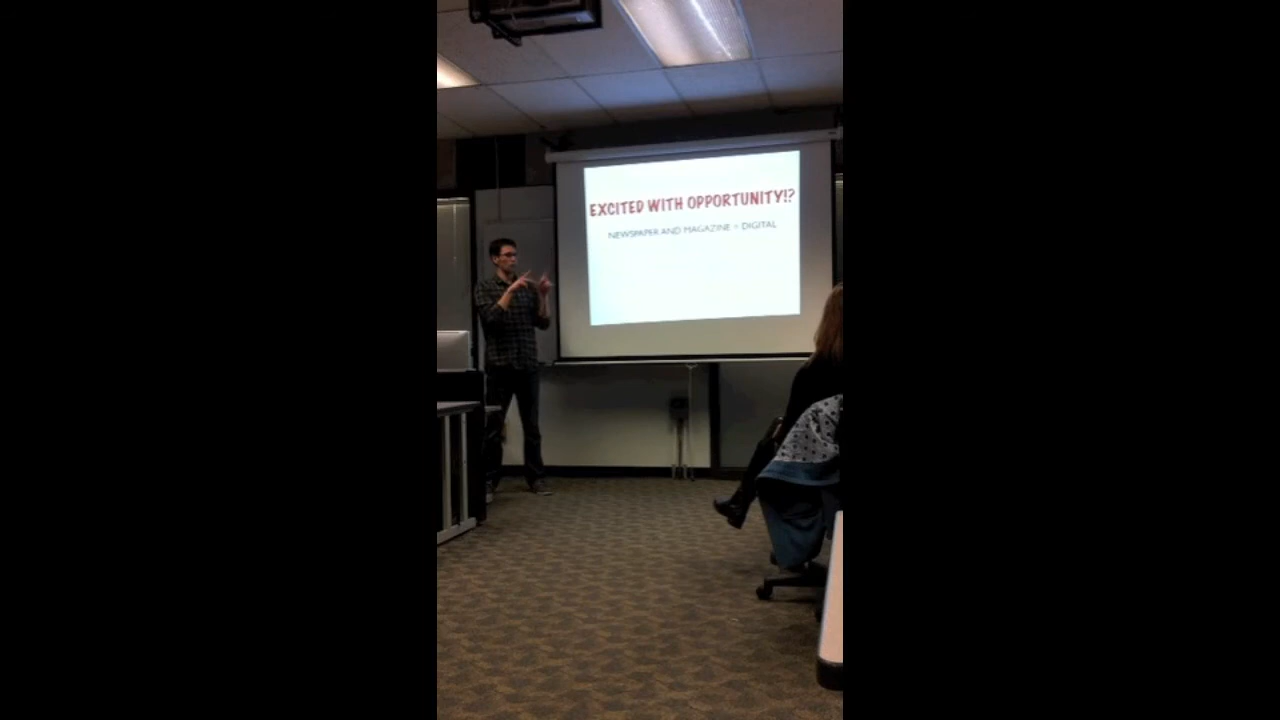 EXCITED WITH OPPORTUNITY!?
NEWSPAPER AND MAGAZINE = DIGITAL